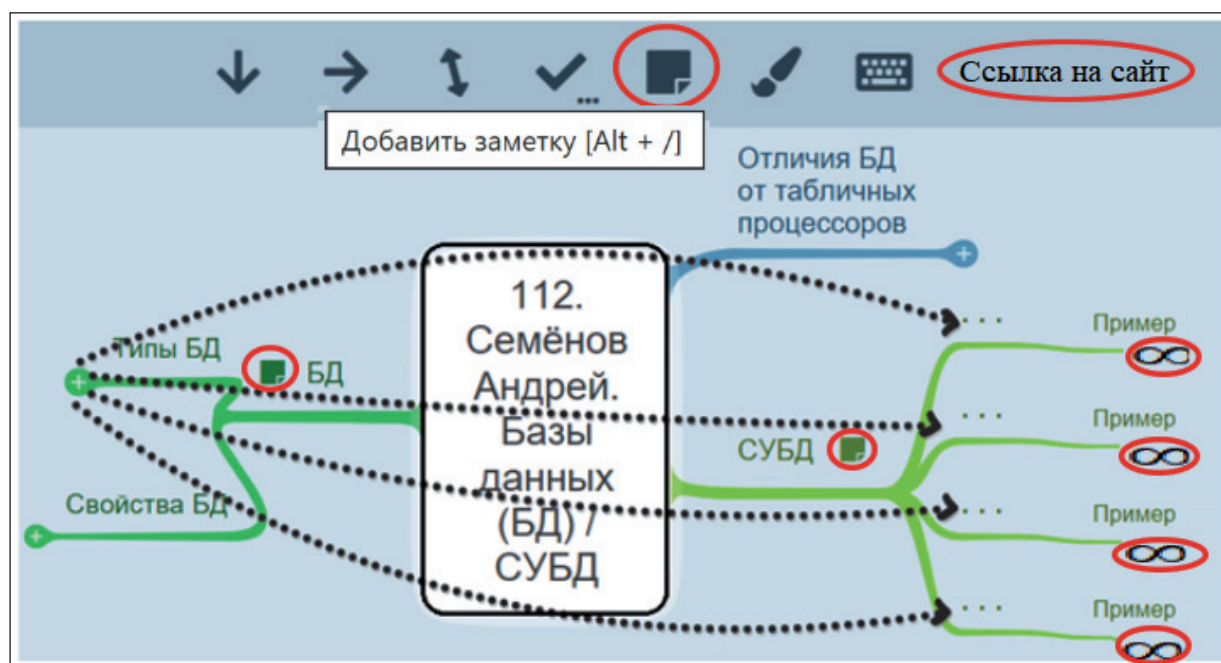 Ссылка на сайт
Добавить заметку [Alt + /]
Отличия БД
от табличных
процессоров
112.
Семёнов
Андрей.
Базы
данных
(БД) /
СУБД
Типы БД
БД
Свойства БД
СУБД
. . .
Пример
. . .
Пример
. . .
Пример
. . .
Пример